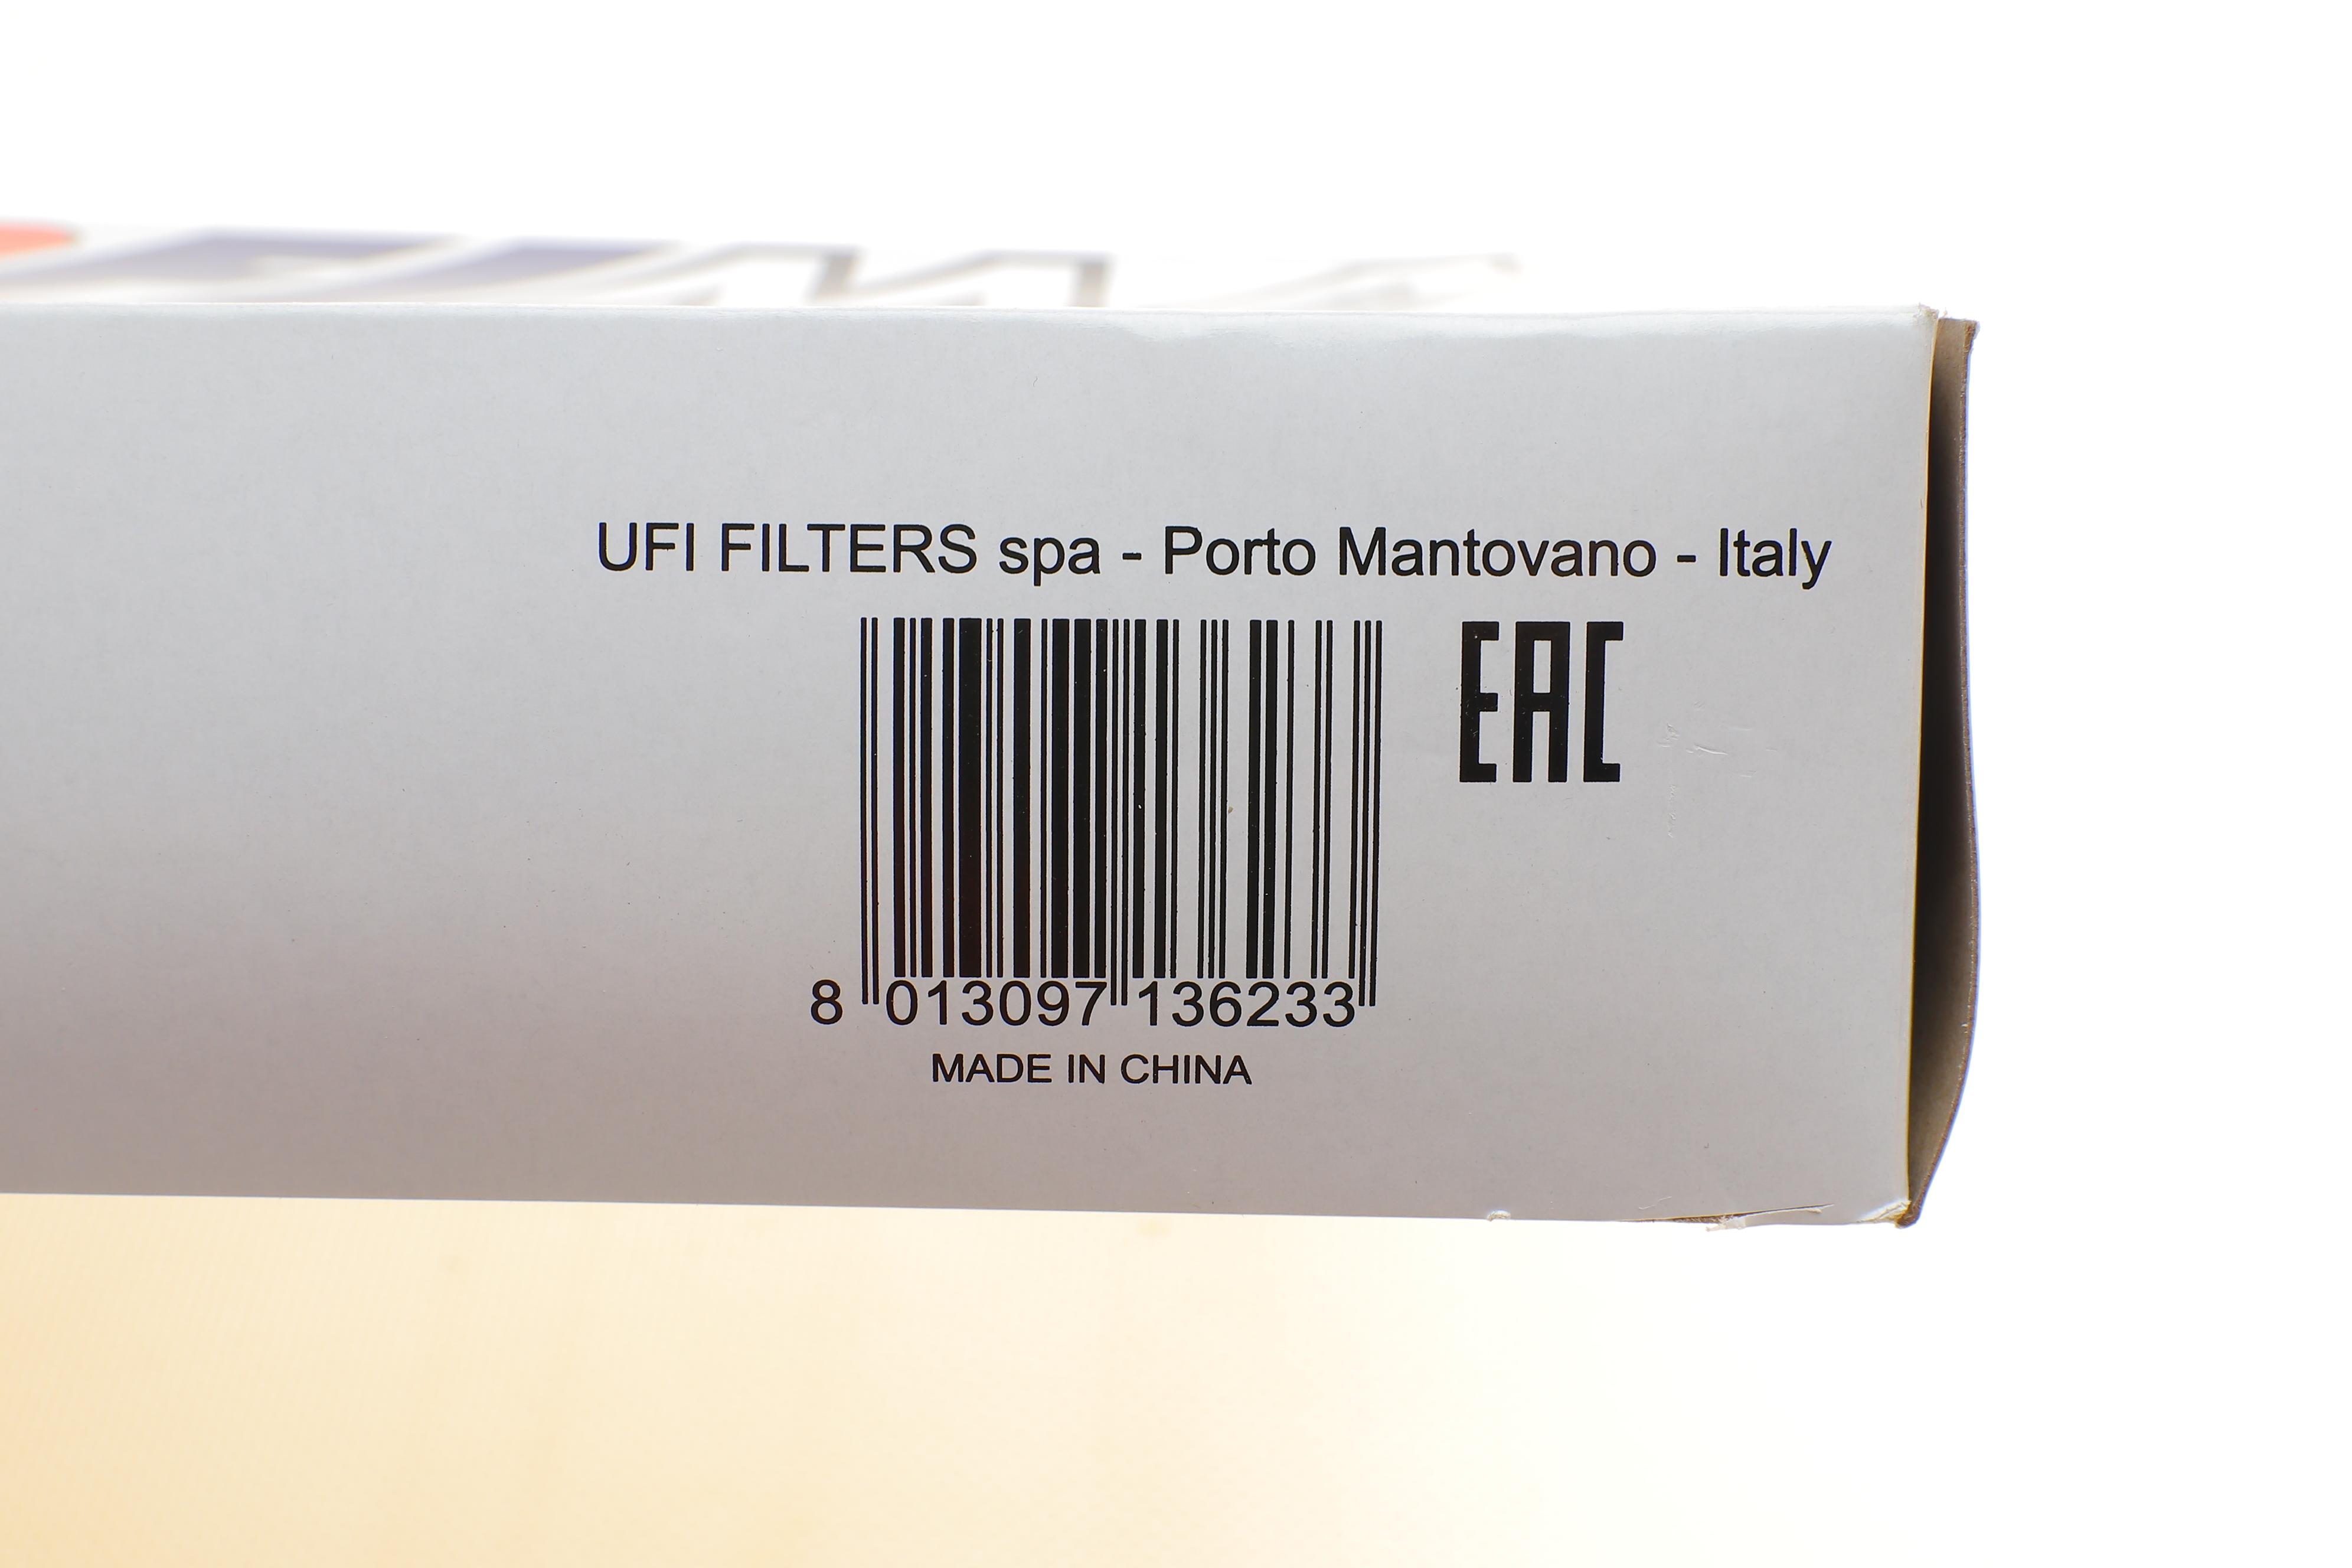 UFI FILTERS spa - Porto Mantovano - Italy
EAC
8 013097 136233
MADE IN CHINA